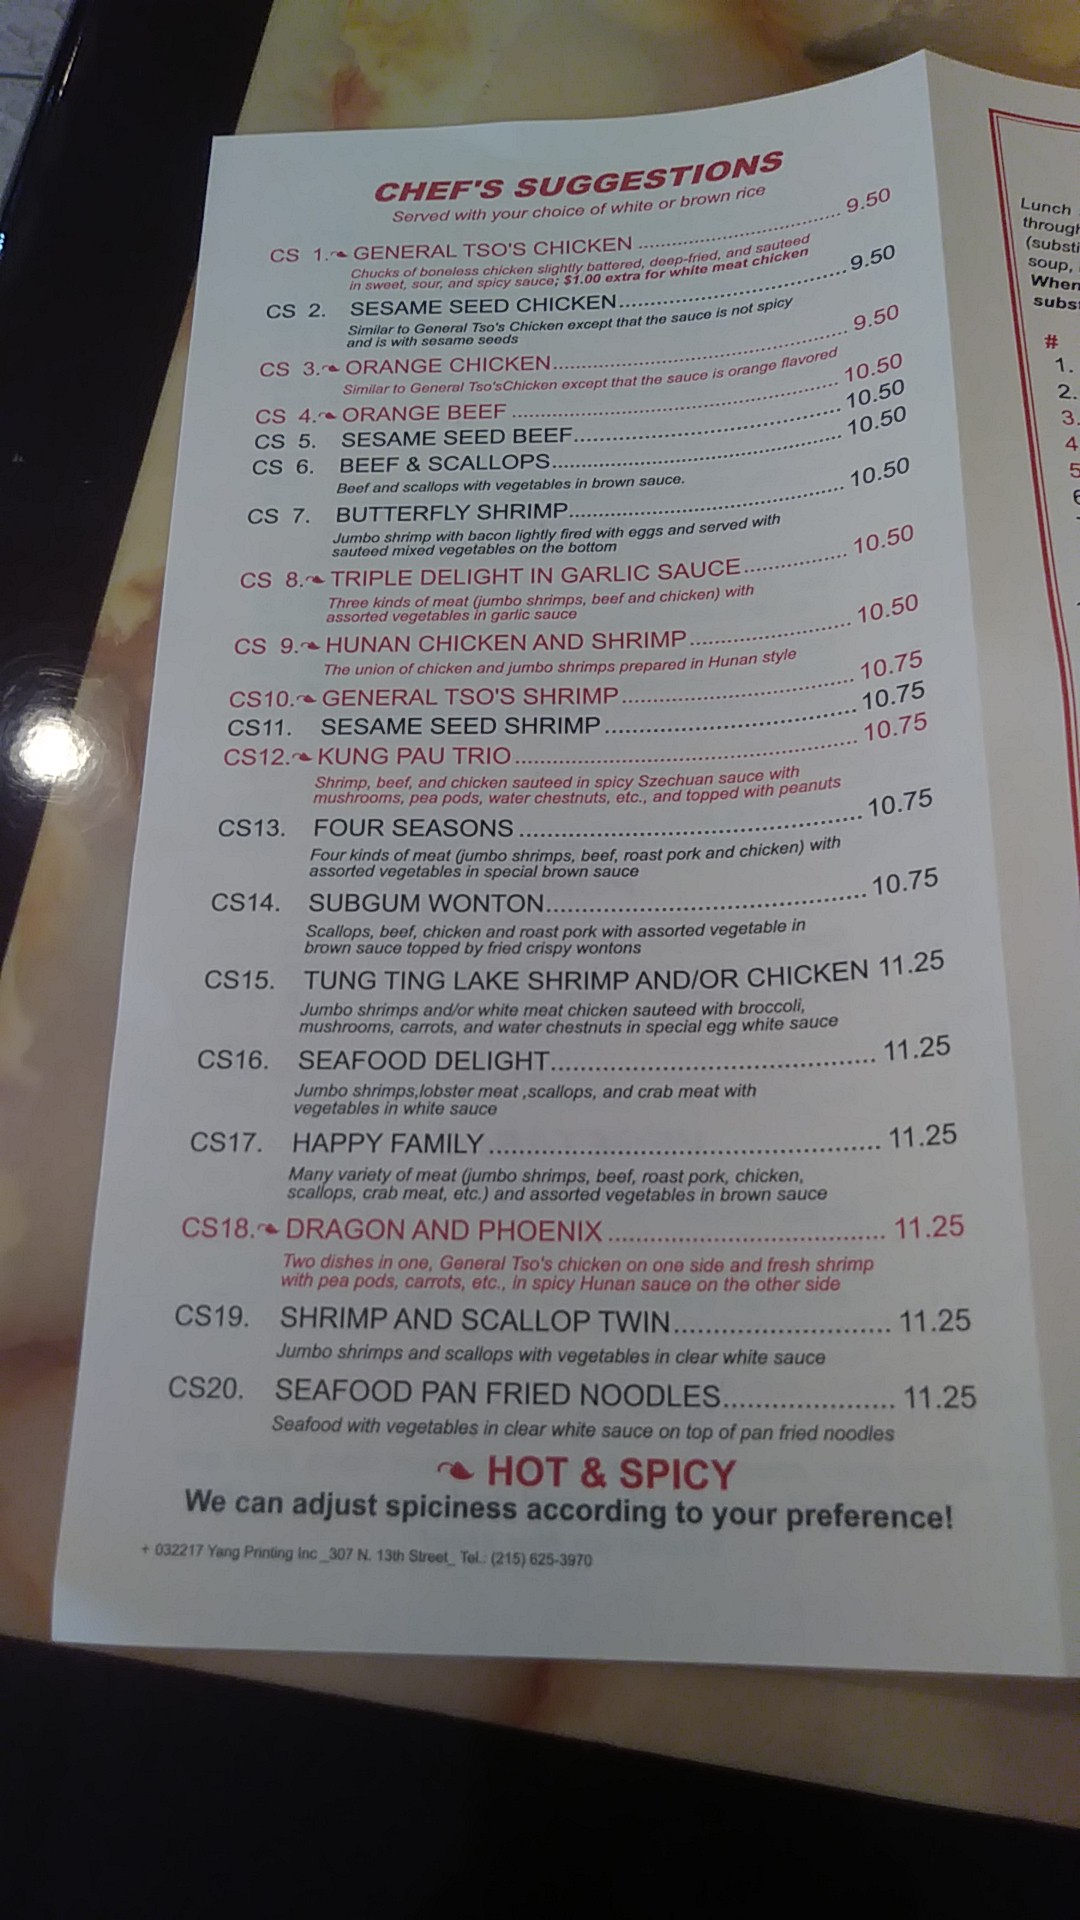 CHEF'S SUGGESTIONS
Served with your choice of white or brown rice
CS 1. GENERAL TSO'S CHICKEN ........................ 9.50
Chucks of boneless chicken slightly battered, deep-fried, and sauteed
in sweet, sour, and spicy sauce; $1.00 extra for white meat chicken
CS 2. SESAME SEED CHICKEN........................ 9.50
Similar to General Tso's Chicken except that the sauce is not spicy
and is with sesame seeds
CS 3. ORANGE CHICKEN........................ 9.50
Similar to General Tso'sChicken except that the sauce is orange flavored
CS 4. ORANGE BEEF ........................ 10.50
CS 5. SESAME SEED BEEF........................ 10.50
CS 6. BEEF & SCALLOPS........................ 10.50
Beef and scallops with vegetables in brown sauce.
CS 7. BUTTERFLY SHRIMP........................ 10.50
Jumbo shrimp with bacon lightly fired with eggs and served with
sauteed mixed vegetables on the bottom
CS 8. TRIPLE DELIGHT IN GARLIC SAUCE............... 10.50
Three kinds of meat (jumbo shrimps, beef and chicken) with
assorted vegetables in garlic sauce
CS 9. HUNAN CHICKEN AND SHRIMP...................... 10.50
The union of chicken and jumbo shrimps prepared in Hunan style
CS10. GENERAL TSO'S SHRIMP........................ 10.75
CS11. SESAME SEED SHRIMP........................ 10.75
CS12. KUNG PAU TRIO........................ 10.75
Shrimp, beef, and chicken sauteed in spicy Szechuan sauce with
mushrooms, pea pods, water chestnuts, etc., and topped with peanuts
CS13. FOUR SEASONS ........................ 10.75
Four kinds of meat (jumbo shrimps, beef, roast pork and chicken) with
assorted vegetables in special brown sauce
CS14. SUBGUM WONTON........................ 10.75
Scallops, beef, chicken and roast pork with assorted vegetable in
brown sauce topped by fried crispy wontons
CS15. TUNG TING LAKE SHRIMP AND/OR CHICKEN 11.25
Jumbo shrimps and/or white meat chicken sauteed with broccoli,
mushrooms, carrots, and water chestnuts in special egg white sauce
CS16. SEAFOOD DELIGHT........................ 11.25
Jumbo shrimps,lobster meat ,scallops, and crab meat with
vegetables in white sauce
CS17. HAPPY FAMILY ........................ 11.25
Many variety of meat (jumbo shrimps, beef, roast pork, chicken,
scallops, crab meat, etc.) and assorted vegetables in brown sauce
CS18. DRAGON AND PHOENIX ........................ 11.25
Two dishes in one, General Tso's chicken on one side and fresh shrimp
with pea pods, carrots, etc., in spicy Hunan sauce on the other side
CS19. SHRIMP AND SCALLOP TWIN............................ 11.25
Jumbo shrimps and scallops with vegetables in clear white sauce
CS20. SEAFOOD PAN FRIED NOODLES...................... 11.25
Seafood with vegetables in clear white sauce on top of pan fried noodles
HOT & SPICY
We can adjust spiciness according to your preference!
+ 032217 Yang Printing Inc _307 N. 13th Street_ Tel.: (215) 625-3970
Lunch
through
(substi
soup,
When
subst
#
1.
2.
3.
4
5
6